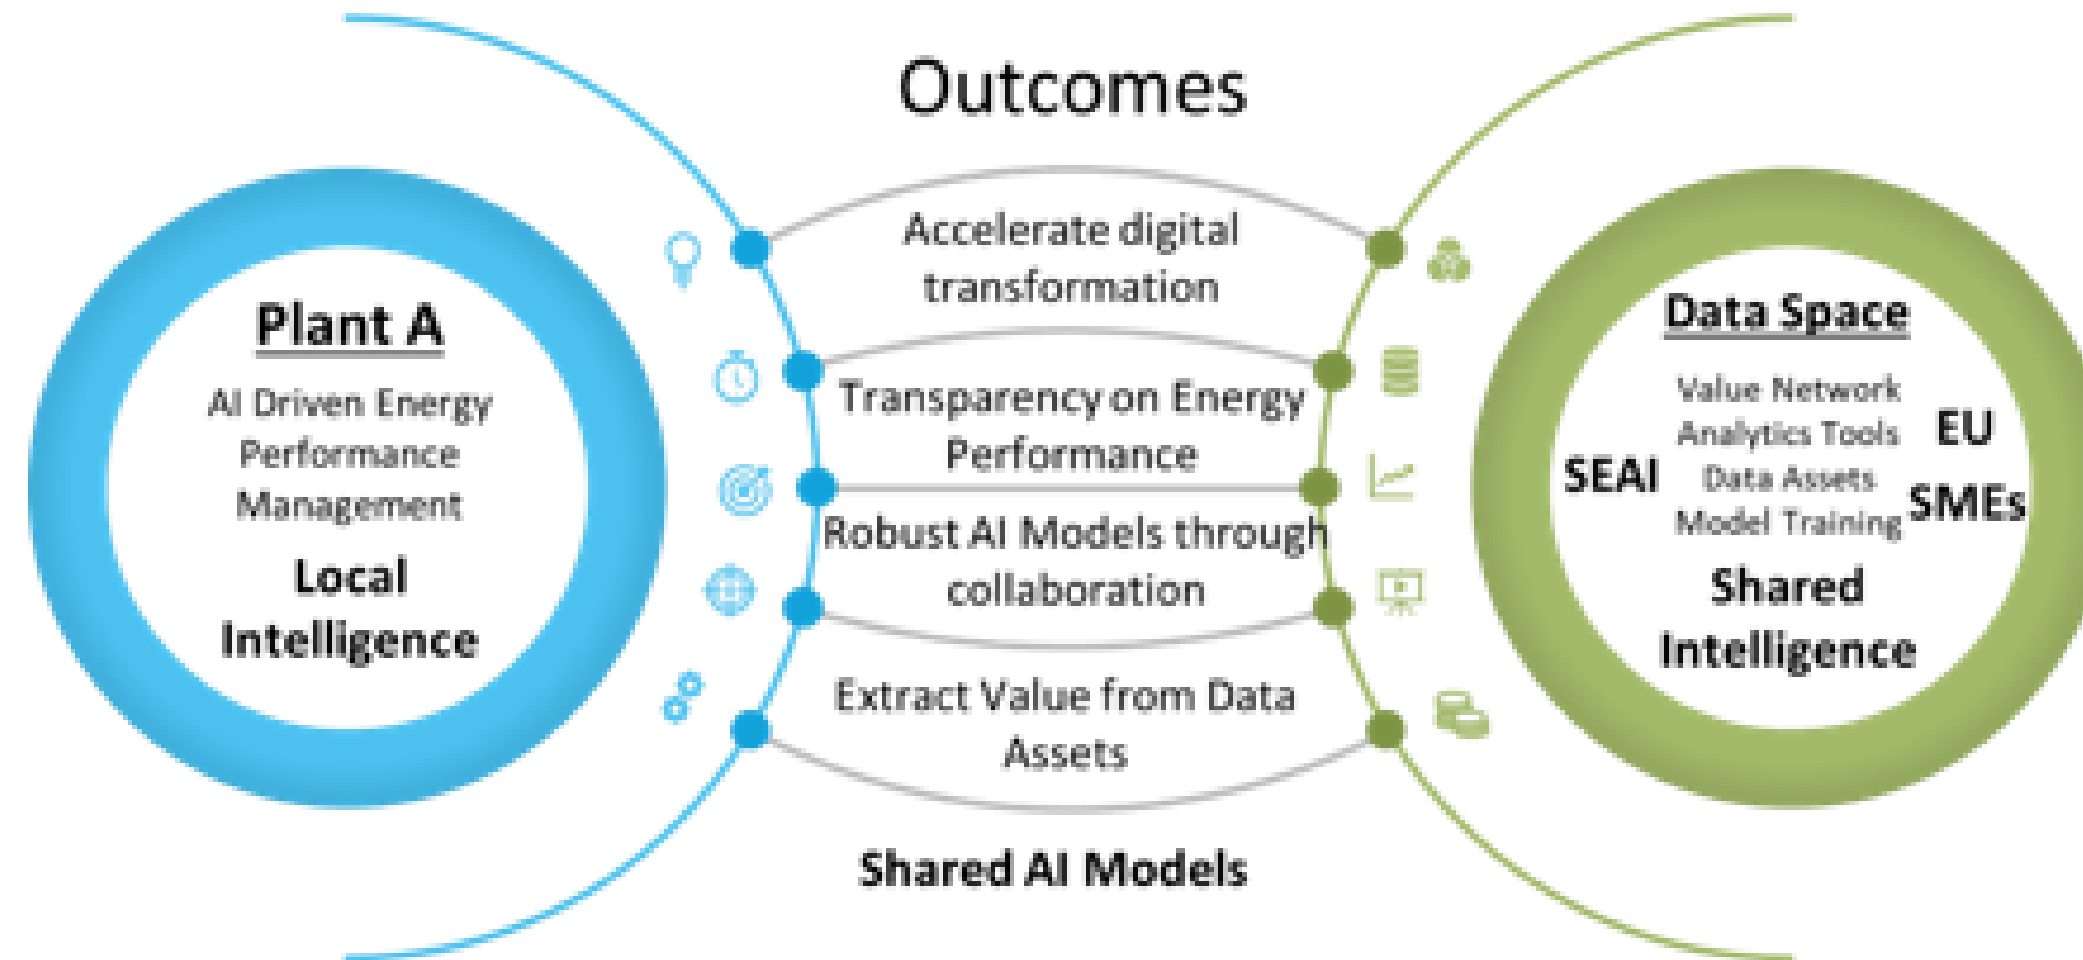 Outcomes
Accelerate digital
transformation
Transparency on Energy
Performance
Robust AI Models through
collaboration
Extract Value from Data
Assets
Shared AI Models
Plant A
AI Driven Energy
Performance
Management
Local
Intelligence
Data Space
Value Network
Analytics Tools
Data Assets
Model Training
SEAI
EU
SMEs
Shared
Intelligence